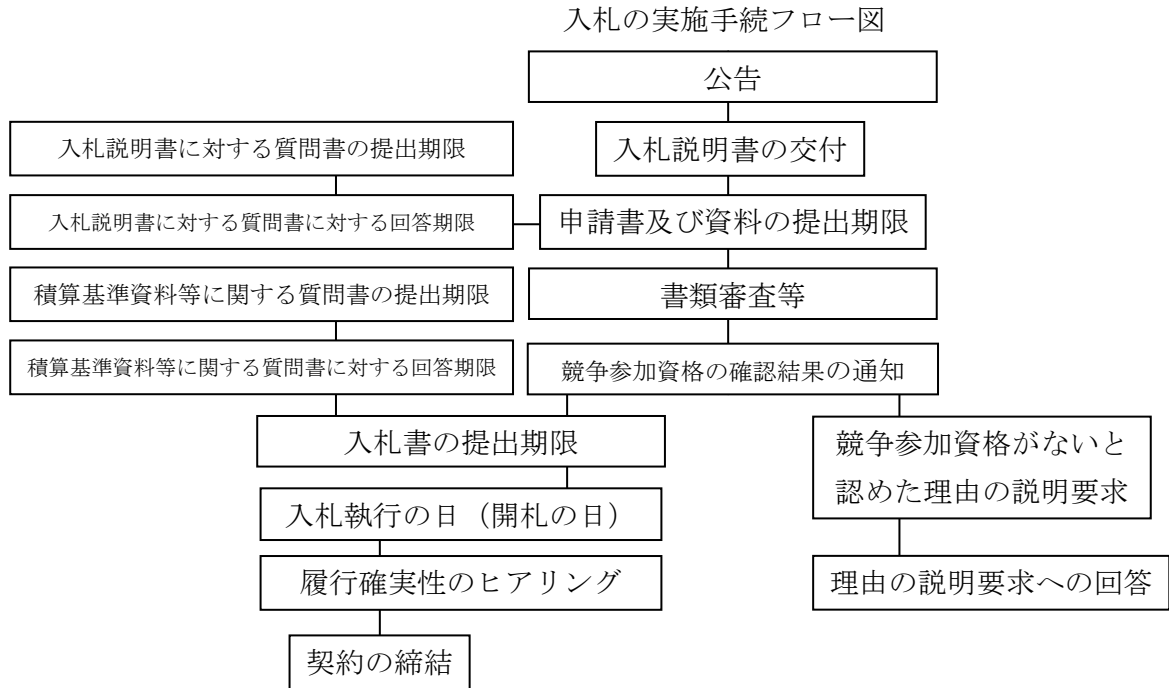 入札の実施手続フロー図
公告
入札説明書に対する質問書の提出期限
入札説明書の交付
入札説明書に対する質問書に対する回答期限
申請書及び資料の提出期限
積算基準資料等に関する質問書の提出期限
書類審査等
積算基準資料等に関する質問書に対する回答期限
競争参加資格の確認結果の通知
入札書の提出期限
競争参加資格がないと
認めた理由の説明要求
入札執行の日（開札の日）
履行確実性のヒアリング
理由の説明要求への回答
契約の締結